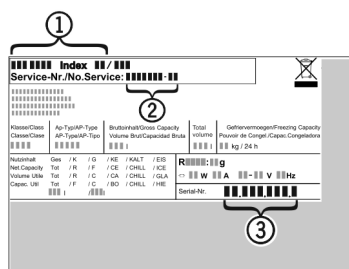 1
Index /
Service-Nr./No.Service: -
2
Klasse/Class Ap-Typ/AP-Type Bruttoinhalt/Gross Capacity Total Gefriervermoegen/Freezing Capacity
Classe/Clase AP-Type/AP-Tipo Volume Brut/Capacidad Bruta volume Pouvoir de Congel./Capac.Congeladora
l l kg / 24 h
Nutzinhalt Ges / K / G / KE / KALT / EIS
Net.Capacity Tot / R / F / CE / CHILL / ICE
Volume Utile Tot / R / C / CA / CHILL / GLA
Capac. Util Tot / F / C / BO / CHILL / HIE
l / l
R : g
W A - V Hz
Serial-Nr. . . .
3